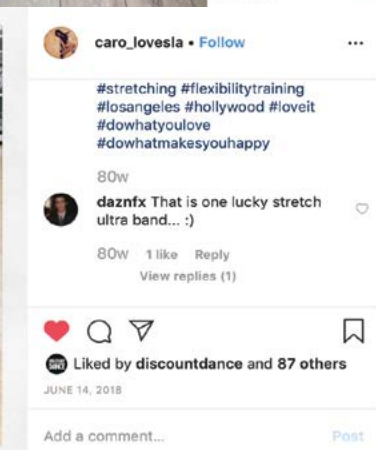 caro_lovesla • Follow
#stretching #flexibilitytraining
#losangeles #hollywood #loveit
#dowhatyoulove
#dowhatmakesyouhappy
80w
daznfx That is one lucky stretch
ultra band... :)
80w 1 like Reply
View replies (1)
Liked by discountdance and 87 others
JUNE 14, 2018
Add a comment... Post